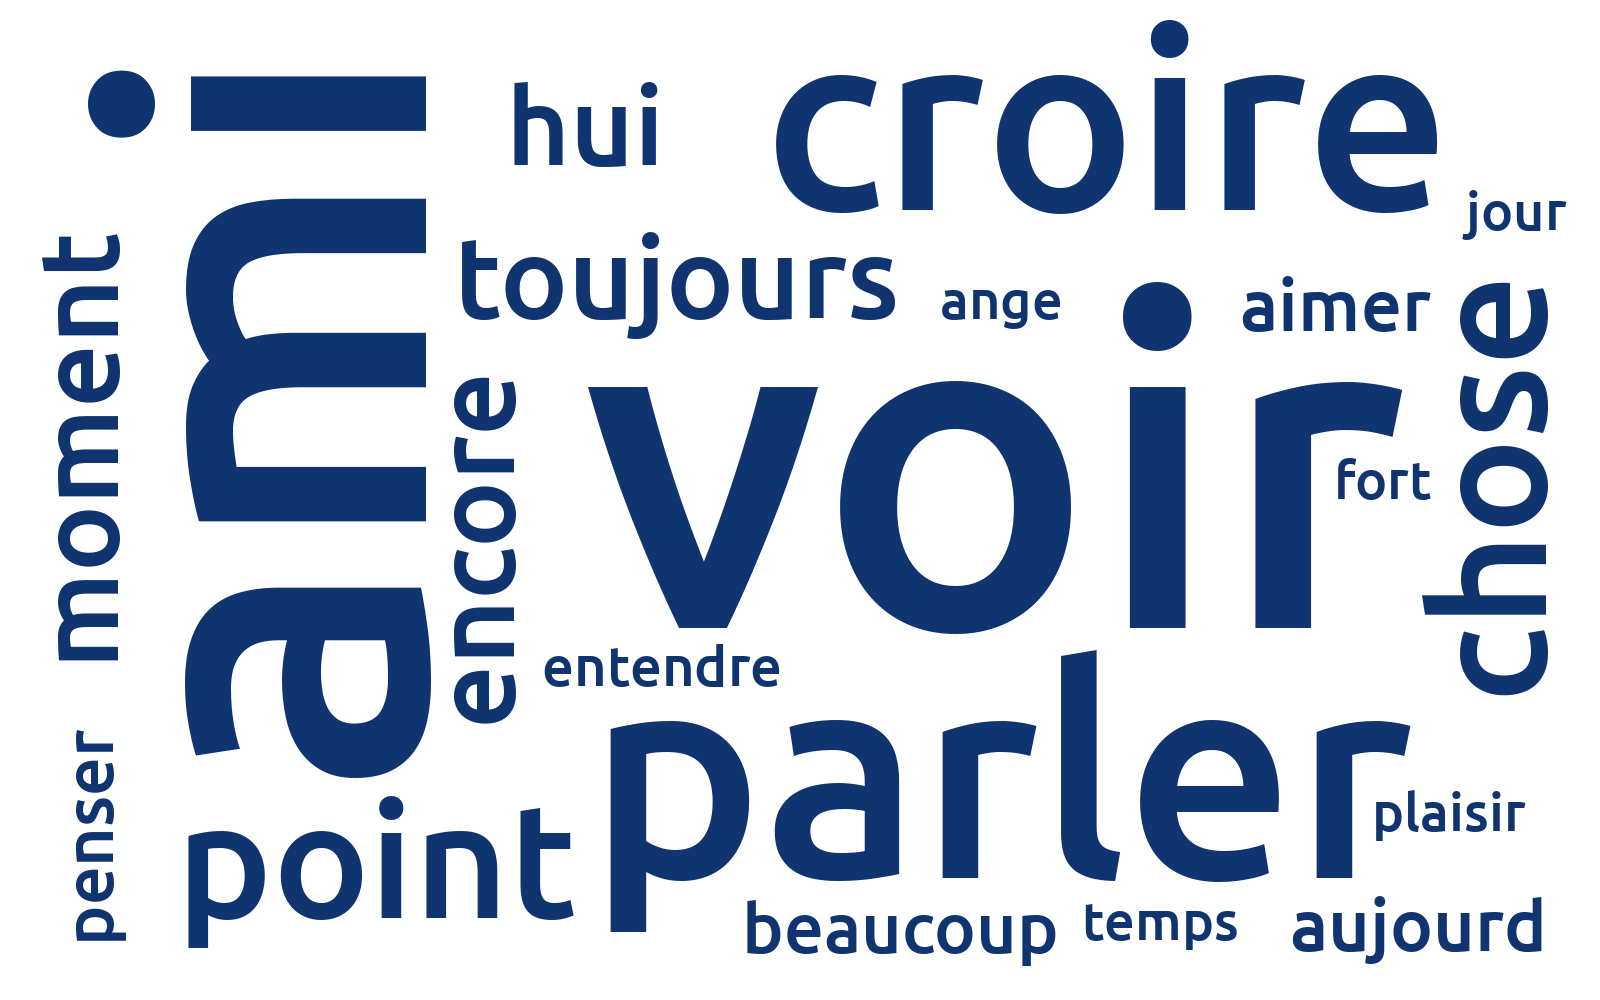 hui
croire
jour
toujours
ange
aimer
moment
ami
encore
voir
fort
chose
entendre
parler
penser
point
plaisir
beaucoup
temps
aujourd